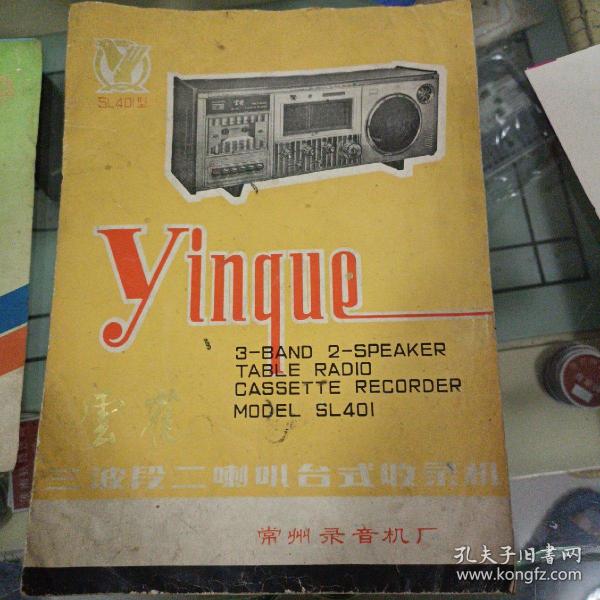 SL401型
Yinque
3-BAND 2-SPEAKER
TABLE RADIO
CASSETTE RECORDER
MODEL SL401
雲雀
三波段二喇叭台式收录机
常州录音机厂
孔夫子旧书网
www.kongfz.com